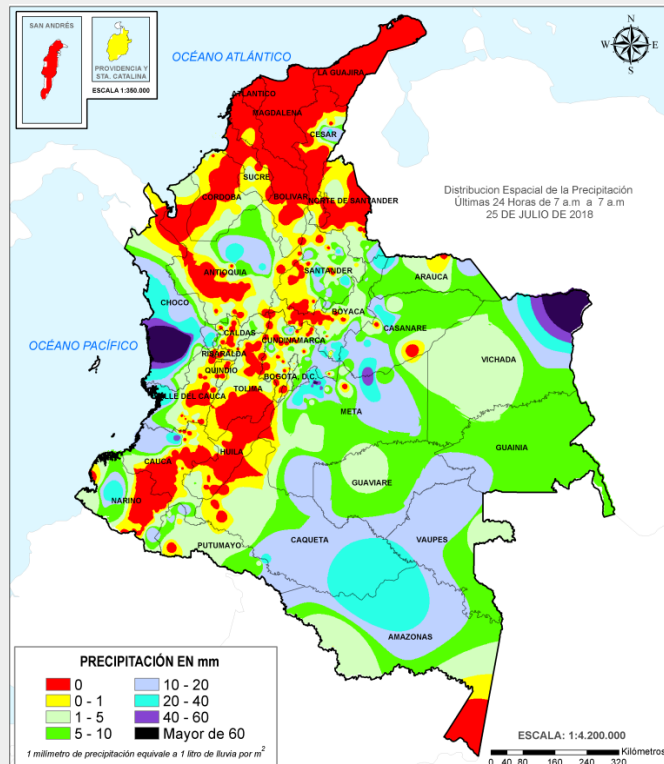 SAN ANDRÉS
PROVIDENCIA Y
STA. CATALINA
ESCALA 1:350.000
OCÉANO ATLÁNTICO
N
W
E
S
LA GUAJIRA
ATLANTICO
MAGDALENA
CESAR
SUCRE
CORDOBA
BOLIVAR
NORTE DE SANTANDER
Distribucion Espacial de la Precipitación
Últimas 24 Horas de 7 a.m a 7 a.m
25 DE JULIO DE 2018
ANTIOQUIA
SANTANDER
ARAUCA
CHOCO
BOYACA
CASANARE
OCÉANO PACÍFICO
CALDAS
CUNDINAMARCA
RISARALDA
VICHADA
QUINDIO
BOGOTA, D.C.
TOLIMA
VALLE DEL CAUCA
META
GUAINIA
CAUCA
HUILA
GUAVIARE
NARIÑO
CAQUETA
VAUPES
PUTUMAYO
AMAZONAS
PRECIPITACIÓN EN mm
0
10 - 20
0 - 1
20 - 40
1 - 5
40 - 60
5 - 10
Mayor de 60
1 milímetro de precipitación equivale a 1 litro de lluvia por m²
ESCALA: 1:4.200.000
Kilómetros
0 40 80 160 240 320